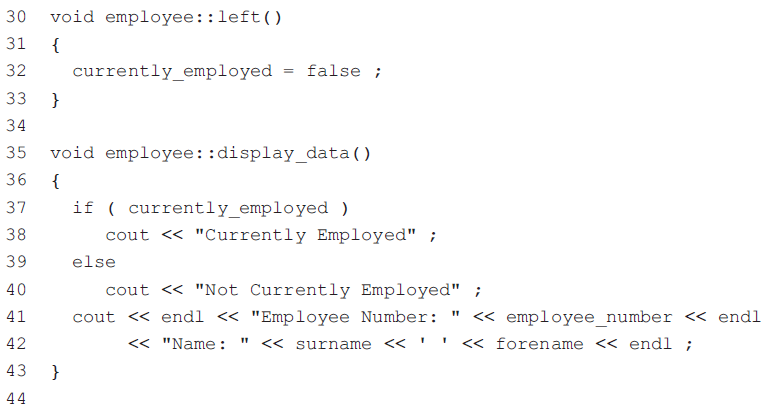 30 void employee::left()
31 {
32   currently_employed = false ;
33 }
34
35 void employee::display_data()
36 {
37   if ( currently_employed )
38      cout << "Currently Employed" ;
39   else
40      cout << "Not Currently Employed" ;
41   cout << endl << "Employee Number: " << employee_number << endl
42        << "Name: " << surname << ' ' << forename << endl ;
43 }
44